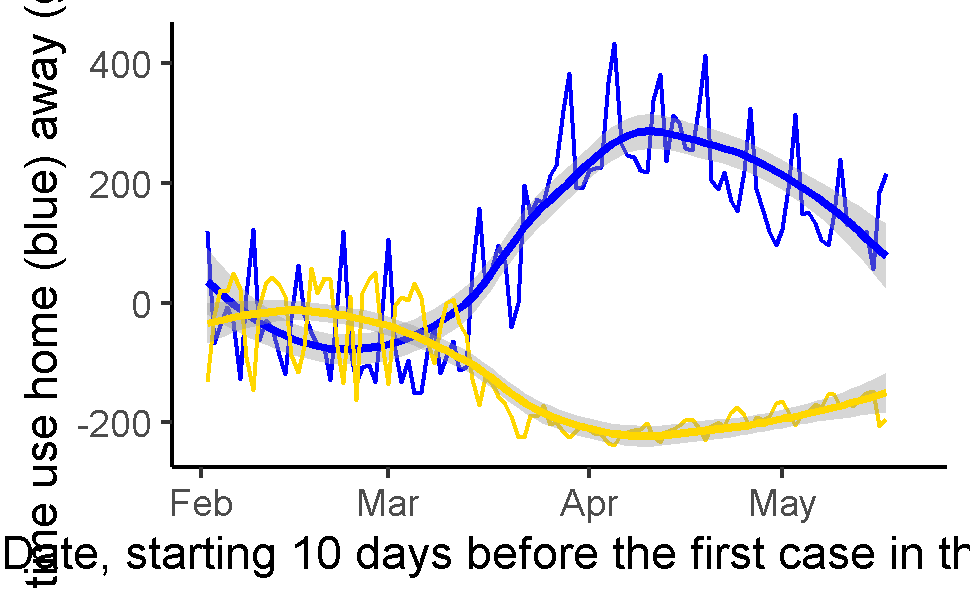 time use home (blue) away (
400
200
0
-200
Feb
Mar
Apr
May
Date, starting 10 days before the first case in th